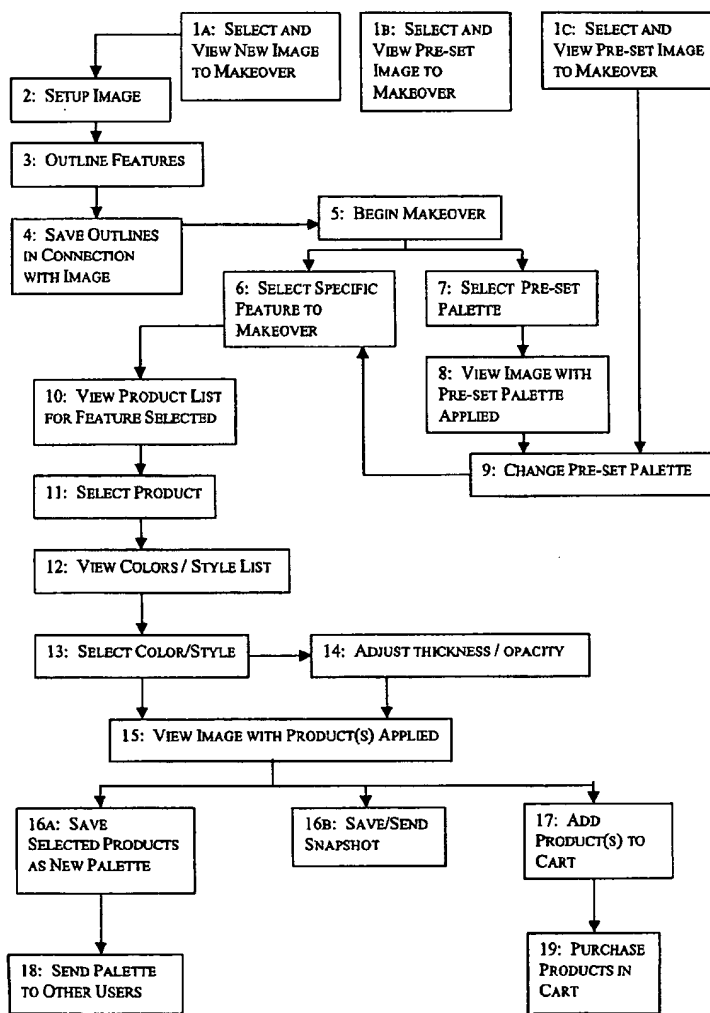 1A: SELECT AND
VIEW NEW IMAGE
TO MAKEOVER
1B: SELECT AND
VIEW PRE-SET
IMAGE TO
MAKEOVER
1C: SELECT AND
VIEW PRE-SET IMAGE
TO MAKEOVER
2: SETUP IMAGE
3: OUTLINE FEATURES
4: SAVE OUTLINES
IN CONNECTION
WITH IMAGE
5: BEGIN MAKEOVER
6: SELECT SPECIFIC
FEATURE TO
MAKEOVER
7: SELECT PRE-SET
PALETTE
8: VIEW IMAGE WITH
PRE-SET PALETTE
APPLIED
9: CHANGE PRE-SET PALETTE
10: VIEW PRODUCT LIST
FOR FEATURE SELECTED
11: SELECT PRODUCT
12: VIEW COLORS / STYLE LIST
13: SELECT COLOR/STYLE
14: ADJUST THICKNESS / OPACITY
15: VIEW IMAGE WITH PRODUCT(S) APPLIED
16A: SAVE
SELECTED PRODUCTS
AS NEW PALETTE
16B: SAVE/SEND
SNAPSHOT
17: ADD
PRODUCT(S) TO
CART
18: SEND PALETTE
TO OTHER USERS
19: PURCHASE
PRODUCTS IN
CART